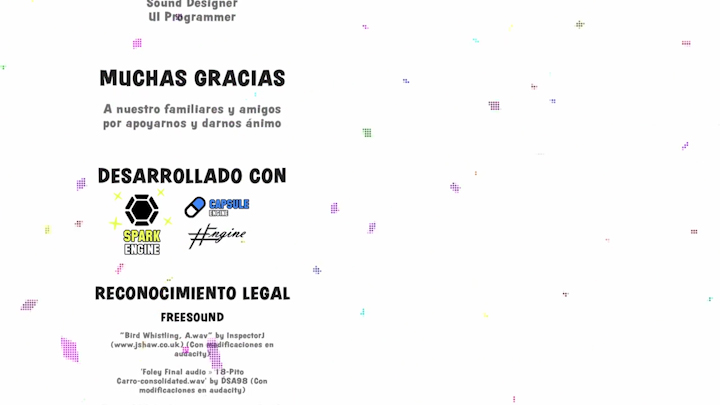 Sound Designer
UI Programmer
MUCHAS GRACIAS
A nuestro familiares y amigos
por apoyarnos y darnos ánimo
DESARROLLADO CON
SPARK
ENGINE
CAPSULE
ENGINE
#Engine
RECONOCIMIENTO LEGAL
FREESOUND
"Bird Whistling, A.wav" by InspectorJ
(www.jshaw.co.uk) (Con modificaciones en
audacity)
'Foley Final audio - 18-Pito
Carro-consolidated.wav' by DSA98 (Con
modificaciones en audacity)